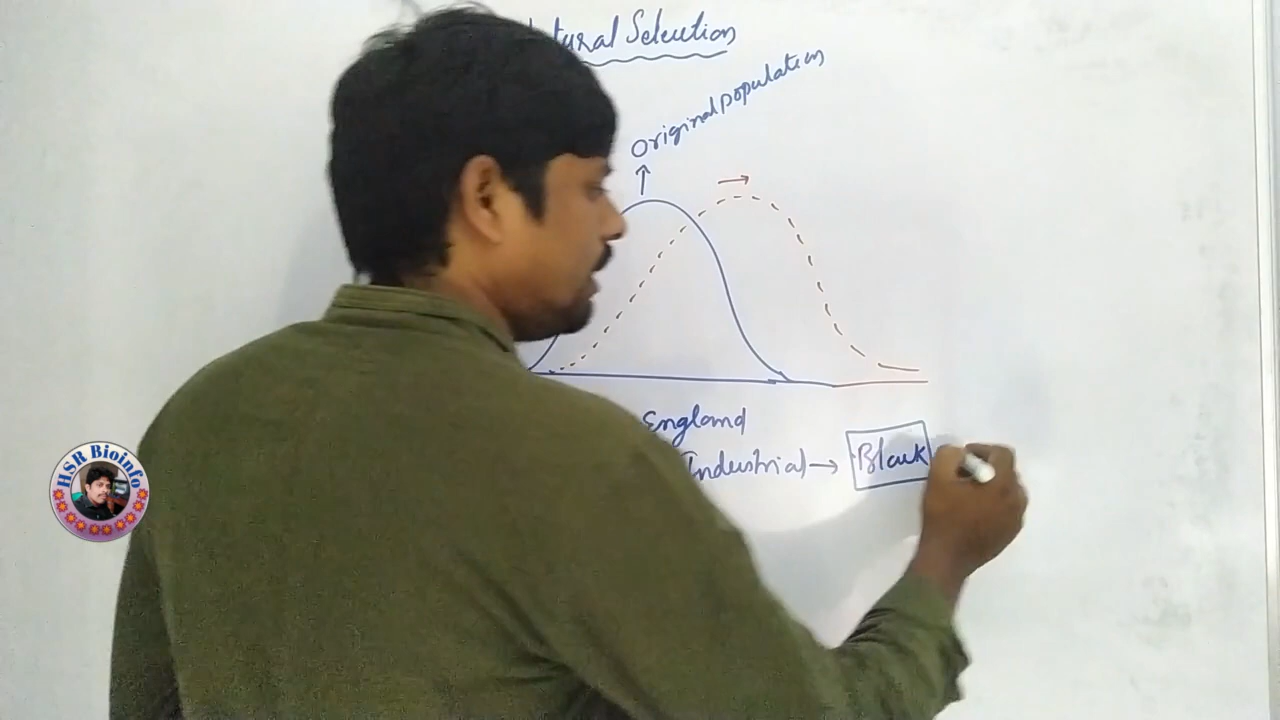 tural Selection
Original population
England
Industrial → Black
HSR Bioinfo